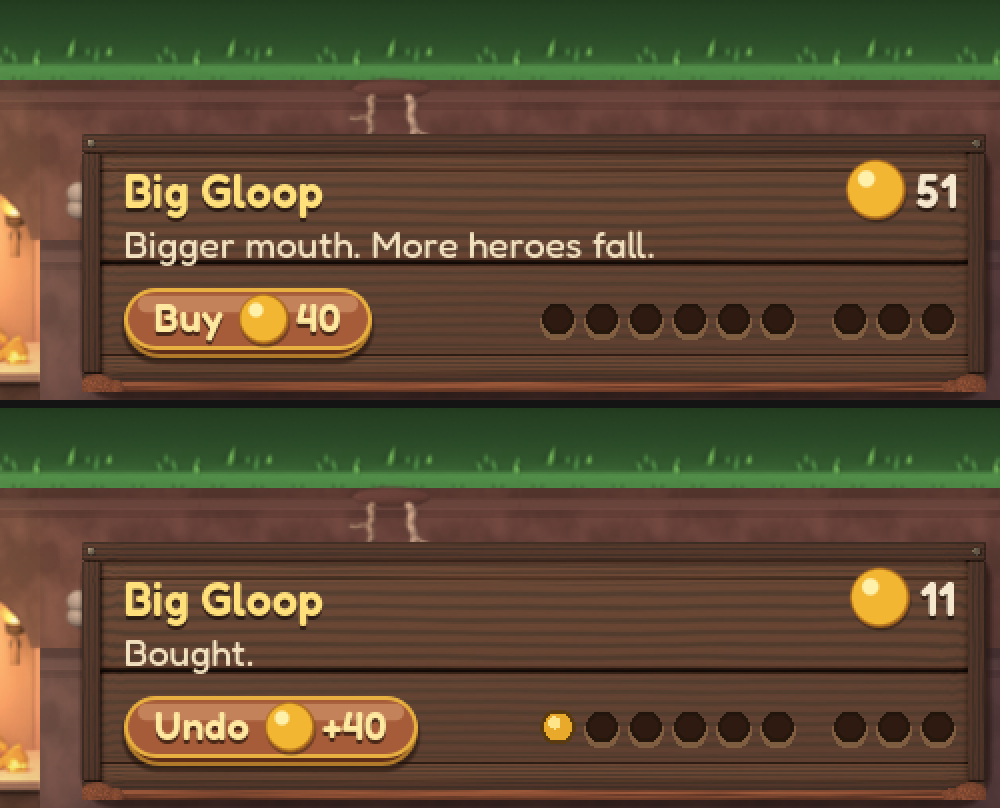 Big Gloop 51
Bigger mouth. More heroes fall.
Buy 40
Big Gloop 11
Bought.
Undo +40